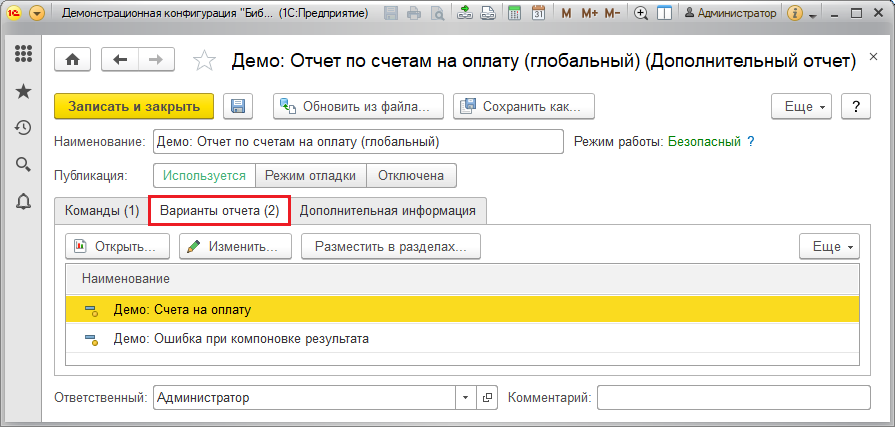 1С Демонстрационная конфигурация "Биб... (1С:Предприятие) 31 M M+ M- Администратор i
Демо: Отчет по счетам на оплату (глобальный) (Дополнительный отчет) ×
Записать и закрыть Обновить из файла... Сохранить как... Еще ?
Наименование: Демо: Отчет по счетам на оплату (глобальный) Режим работы: Безопасный ?
Публикация: Используется Режим отладки Отключена
Команды (1) Варианты отчета (2) Дополнительная информация
Открыть... Изменить... Разместить в разделах... Еще
Наименование
Демо: Счета на оплату
Демо: Ошибка при компоновке результата
Ответственный: Администратор Комментарий: